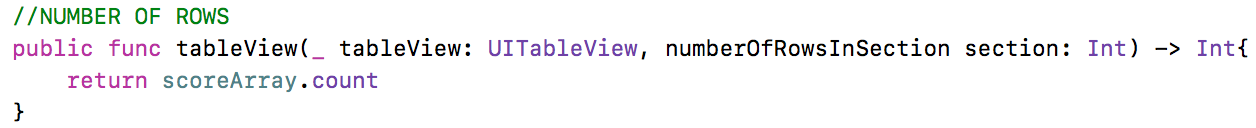 //NUMBER OF ROWS
public func tableView(_ tableView: UITableView, numberOfRowsInSection section: Int) -> Int{
    return scoreArray.count
}